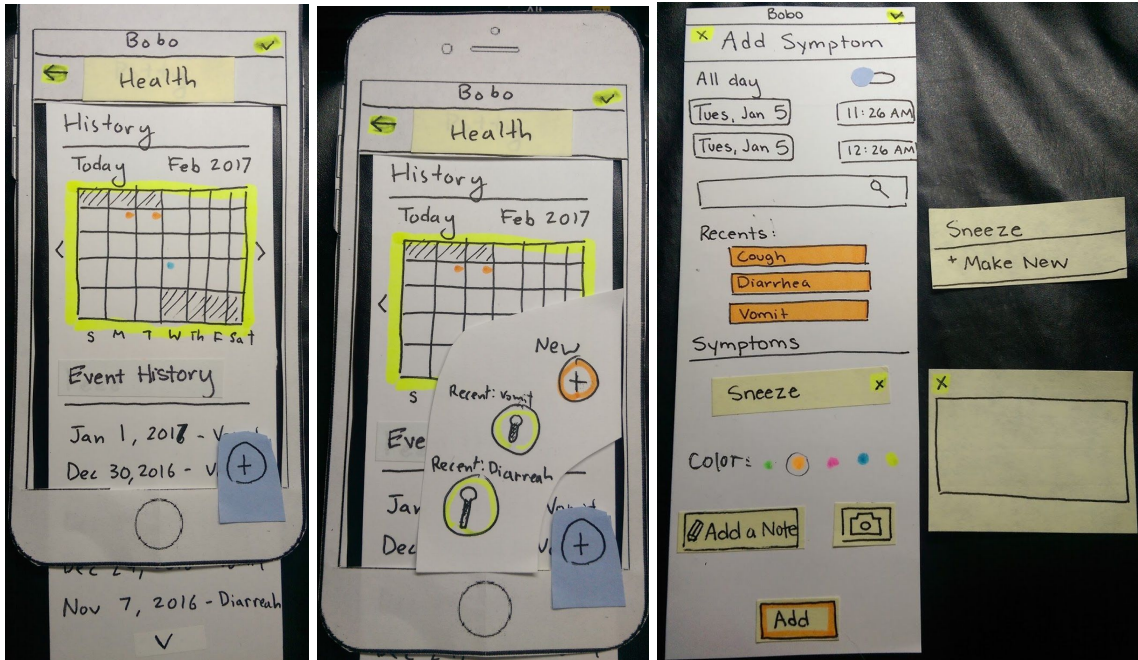 Bobo
Health
History
Today Feb 2017
S M T W Th F Sat
Event History
Jan 1, 2017 - V
Dec 30, 2016 - V
Nov 7, 2016 - Diarreah
Bobo
Health
History
Today Feb 2017
S
New
Recent: Vomit
Recent: Diarreah
Eve
Jan
Dec
Bobo
Add Symptom
All day
Tues, Jan 5 11:26 AM
Tues, Jan 5 12:26 AM
Recents:
Cough
Diarrhea
Vomit
Symptoms
Sneeze
Color:
Add a Note
Add
Sneeze
+ Make New